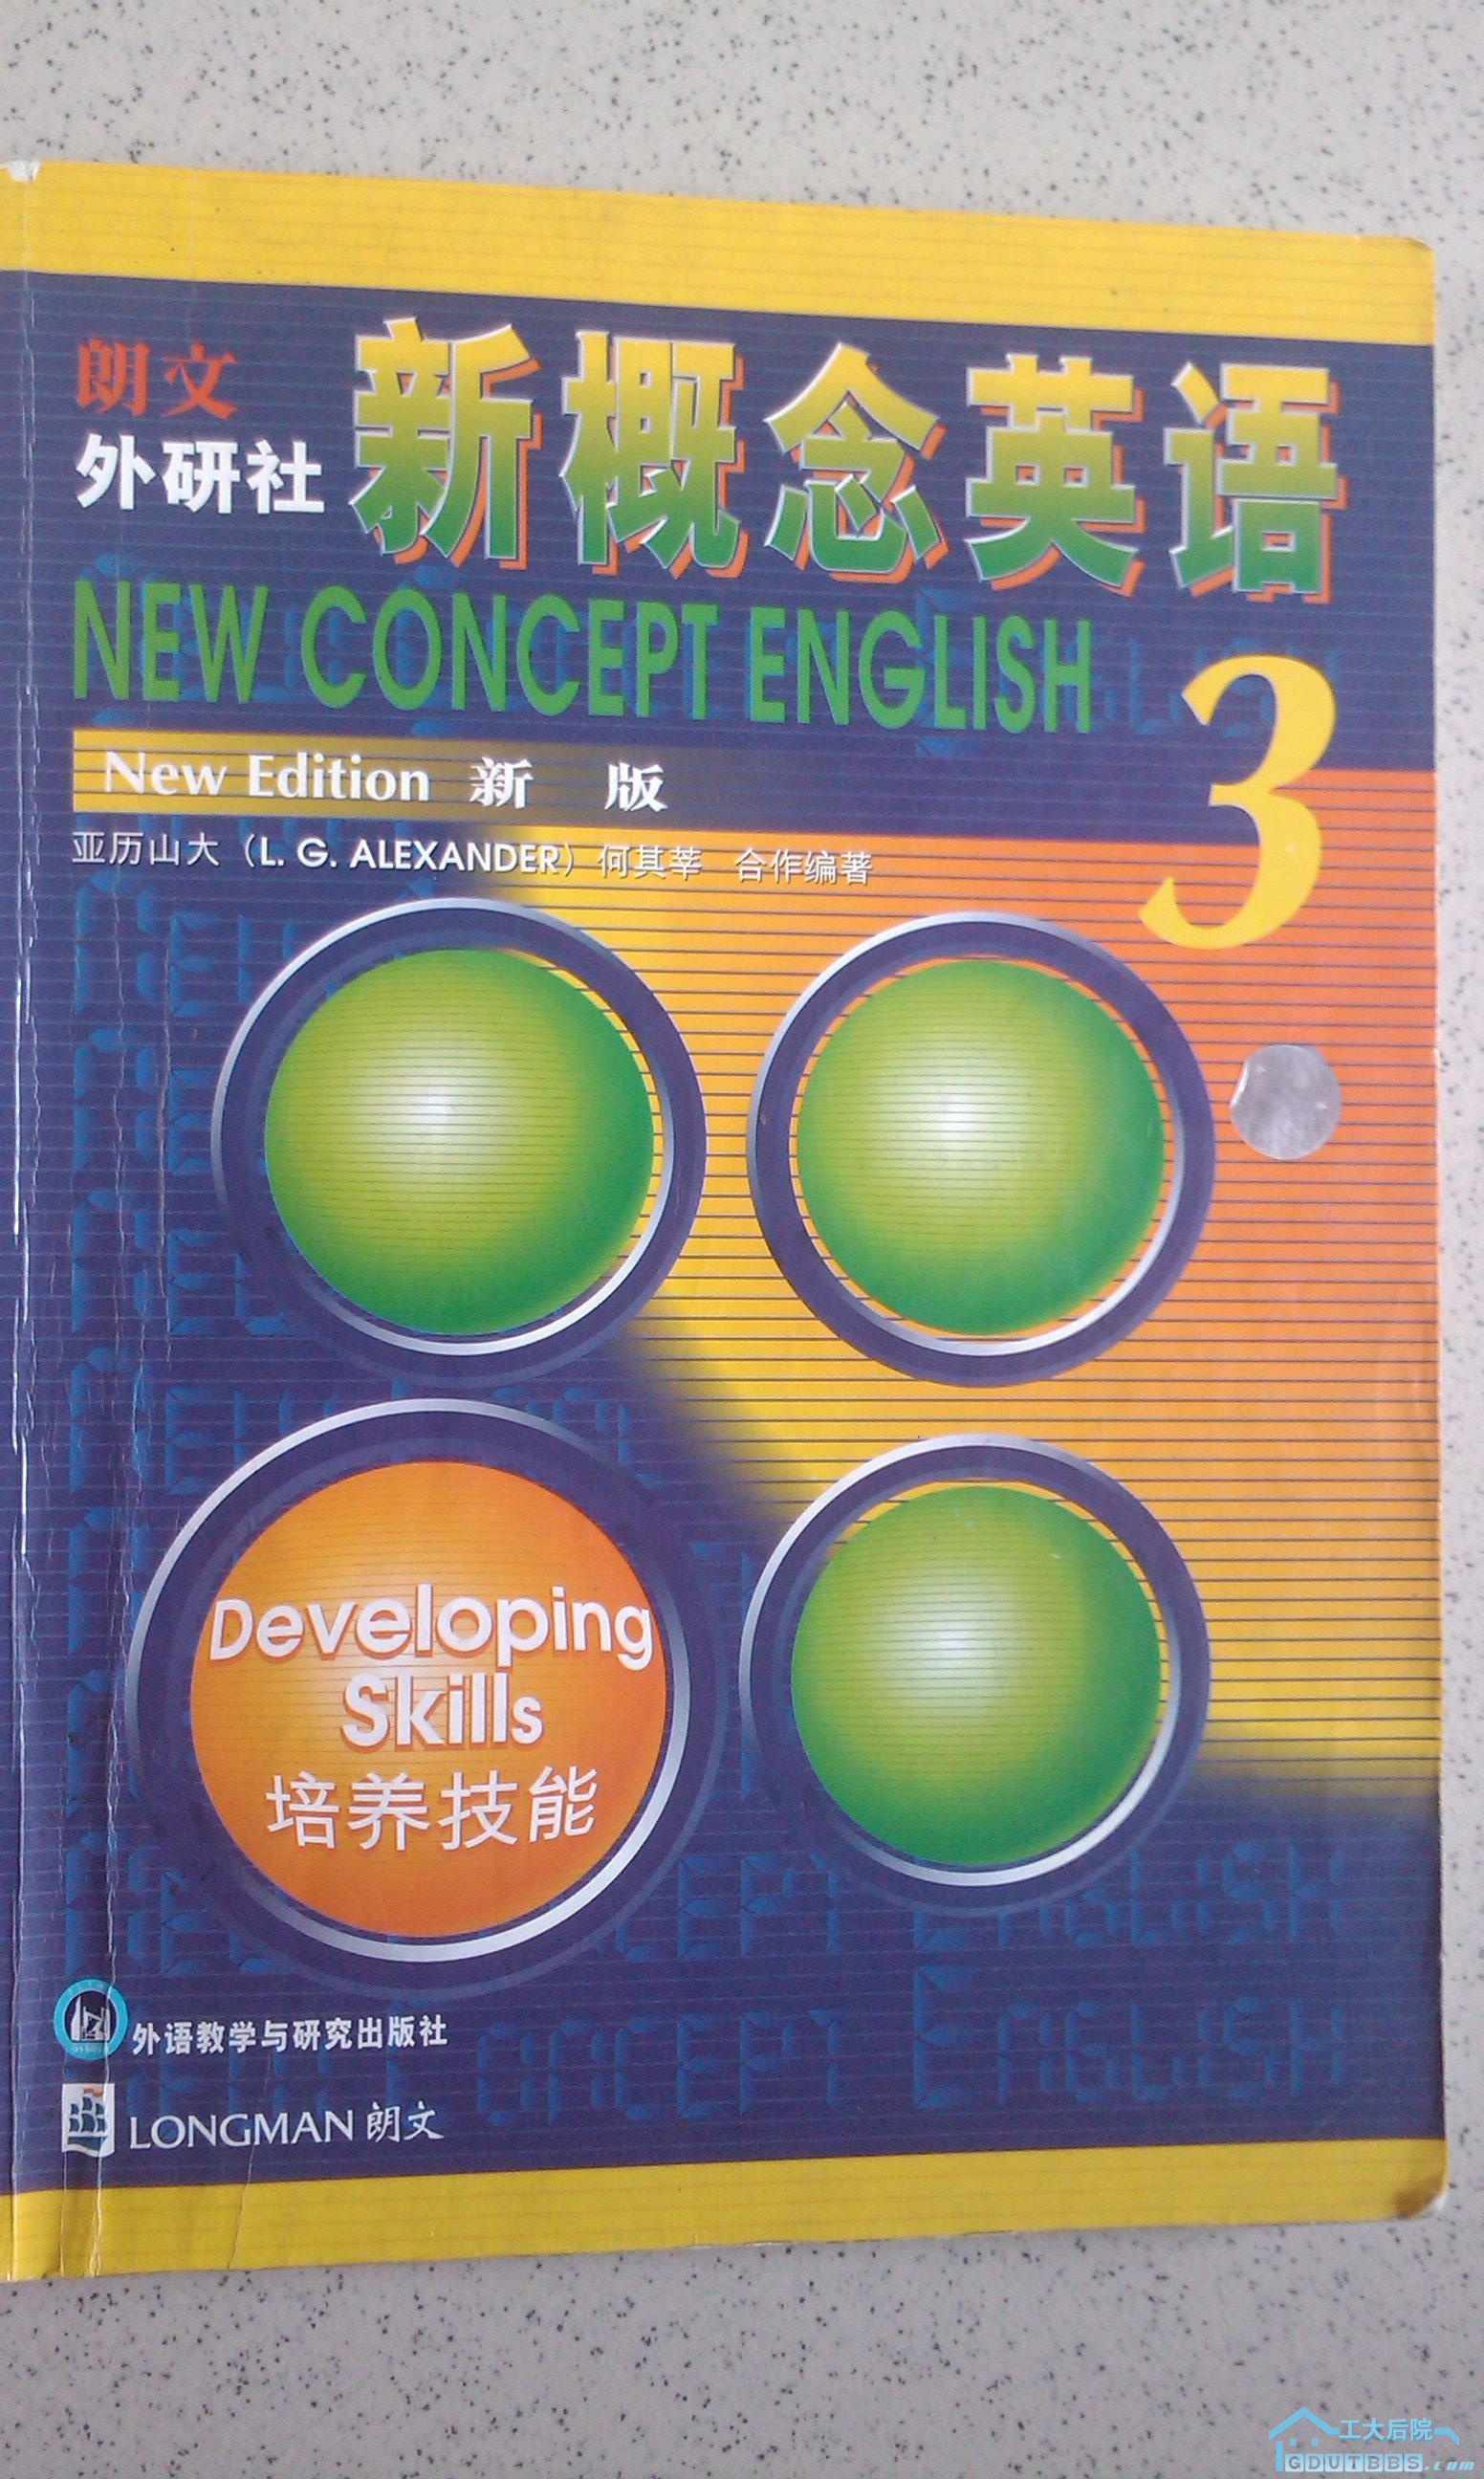 朗文
外研社
新概念英语
NEW CONCEPT ENGLISH
3
New Edition 新 版
亚历山大（L. G. ALEXANDER）何其莘 合作编著
Developing
Skills
培养技能
外语教学与研究出版社
LONGMAN 朗文
工大后院
GDUTBBS.com